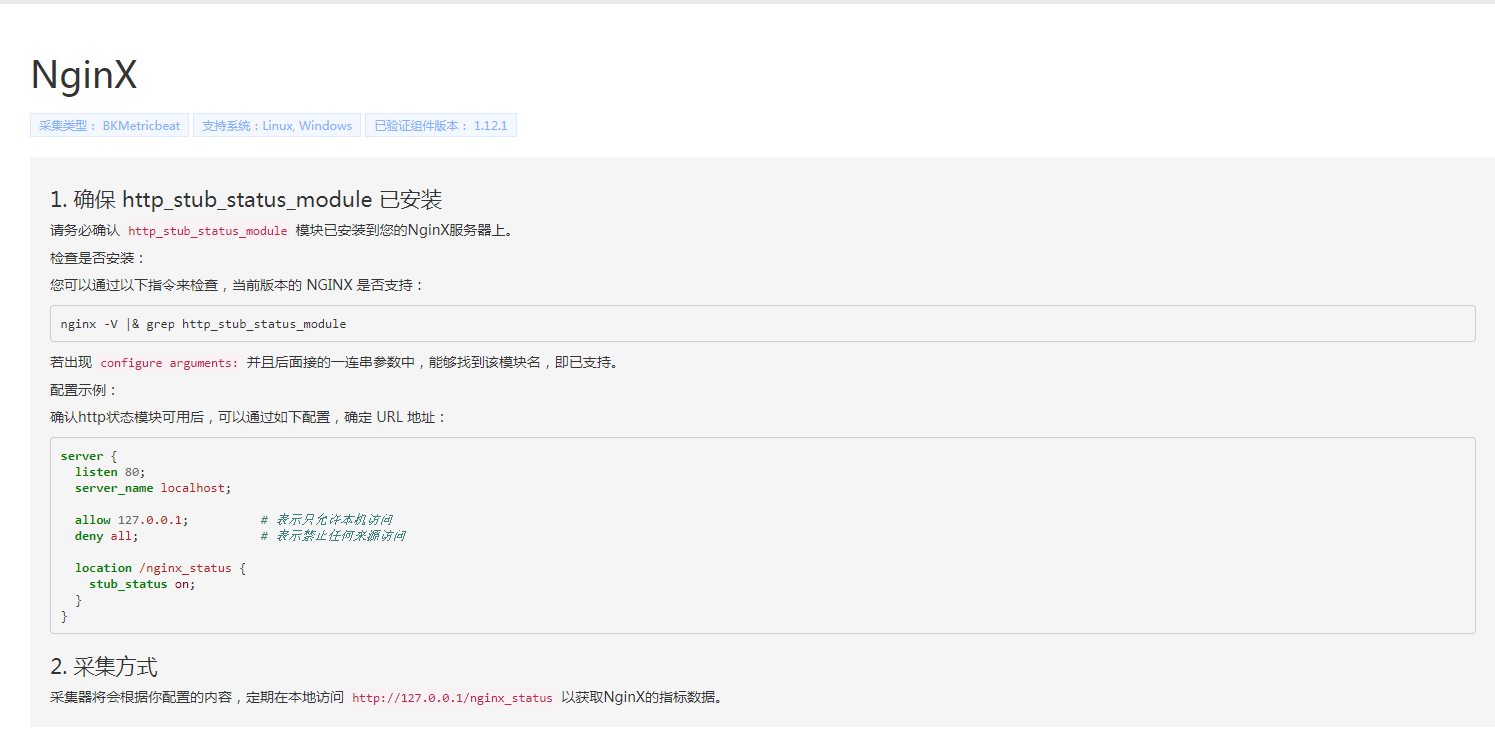 NginX
采集类型： BKMetricbeat 支持系统：Linux, Windows 已验证组件版本： 1.12.1
1. 确保 http_stub_status_module 已安装
请务必确认 http_stub_status_module 模块已安装到您的NginX服务器上。
检查是否安装：
您可以通过以下指令来检查，当前版本的 NGINX 是否支持：
nginx -V |& grep http_stub_status_module
若出现 configure arguments: 并且后面接的一连串参数中，能够找到该模块名，即已支持。
配置示例：
确认http状态模块可用后，可以通过如下配置，确定 URL 地址：
server {
  listen 80;
  server_name localhost;
  allow 127.0.0.1;          # 表示只允许本机访问
  deny all;                 # 表示禁止任何来源访问
  location /nginx_status {
    stub_status on;
  }
}
2. 采集方式
采集器将会根据你配置的内容，定期在本地访问 http://127.0.0.1/nginx_status 以获取NginX的指标数据。